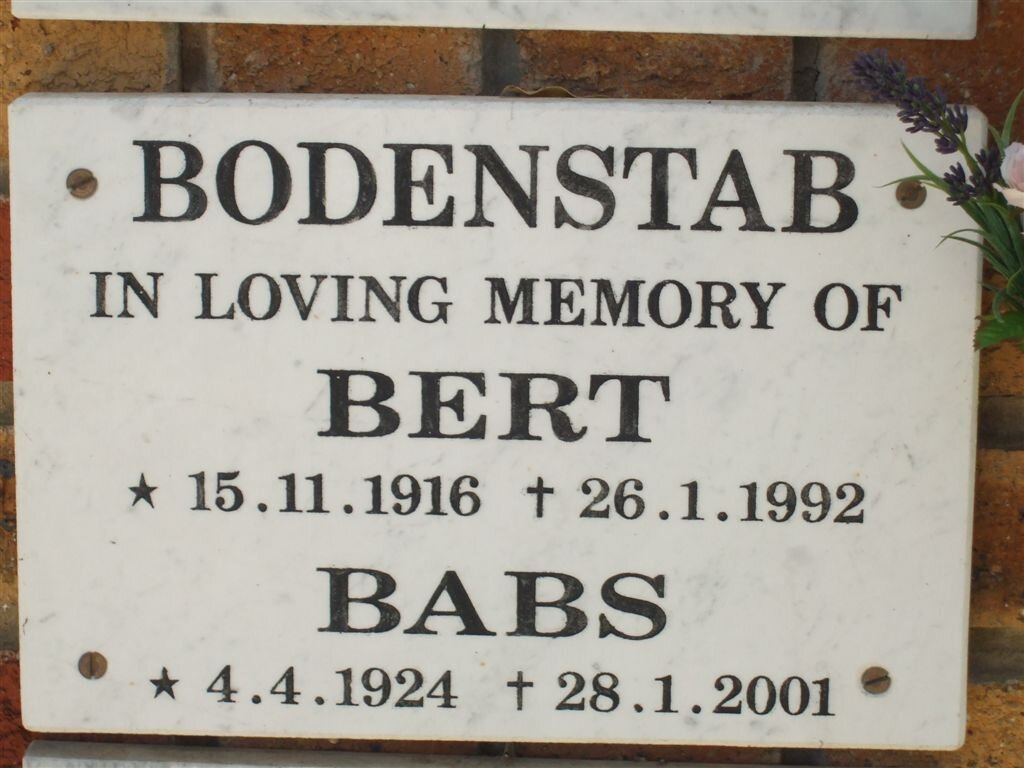 BODENSTAB
IN LOVING MEMORY OF
BERT
★ 15.11.1916 † 26.1.1992
BABS
★ 4.4.1924 † 28.1.2001